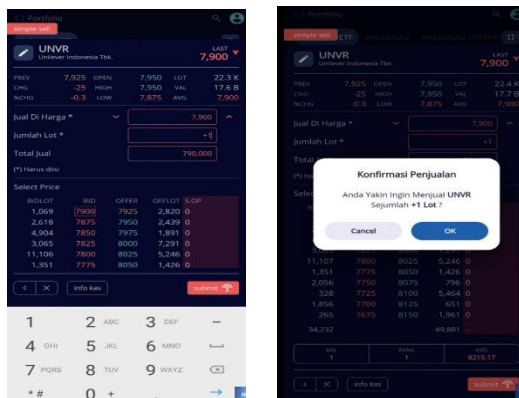 Portfolio
simple sell
UNVR
Unilever Indonesia Tbk.
LAST
7,900
PREV 7,925 OPEN 7,950 LOT 22.3 K
CHG -25 HIGH 7,950 VAL 17.6 B
%CHG -0.3 LOW 7,875 AVG 7,900
Jual Di Harga * 7,900
Jumlah Lot * +1
Total Jual 790,000
(*) Harus diisi
Select Price
BIDLOT BID OFFER OFFLOT S.OP
1,069 7900 7925 2,820 0
2,618 7875 7950 2,439 0
4,904 7850 7975 1,891 0
3,065 7825 8000 7,291 0
11,106 7800 8025 5,246 0
1,351 7775 8050 1,426 0
< X Info kas submit
1 2 ABC 3 DEF –
4 GHI 5 JKL 6 MNO
7 PQRS 8 TUV 9 WXYZ
* # 0 +
Portfolio
simple sell
ETF Reksadana
UNVR
Unilever Indonesia Tbk.
LAST
7,900
PREV 7,925 OPEN 7,950 LOT 22.4 K
CHG -25 HIGH 7,950 VAL 17.7 B
%CHG -0.3 LOW 7,875 AVG 7,900
Jual Di Harga * 7,900
Jumlah Lot * +1
Konfirmasi Penjualan
Anda Yakin Ingin Menjual UNVR
Sejumlah +1 Lot ?
Cancel OK
11,107 7800 8025 5,246 0
1,351 7775 8050 1,426 0
2,056 7750 8075 796 0
328 7725 8100 5,464 0
1,856 7700 8125 651 0
265 7675 8150 1,961 0
34,232 49,881
BAL AVAIL AVG
1 1 8215.17
< X Info kas submit